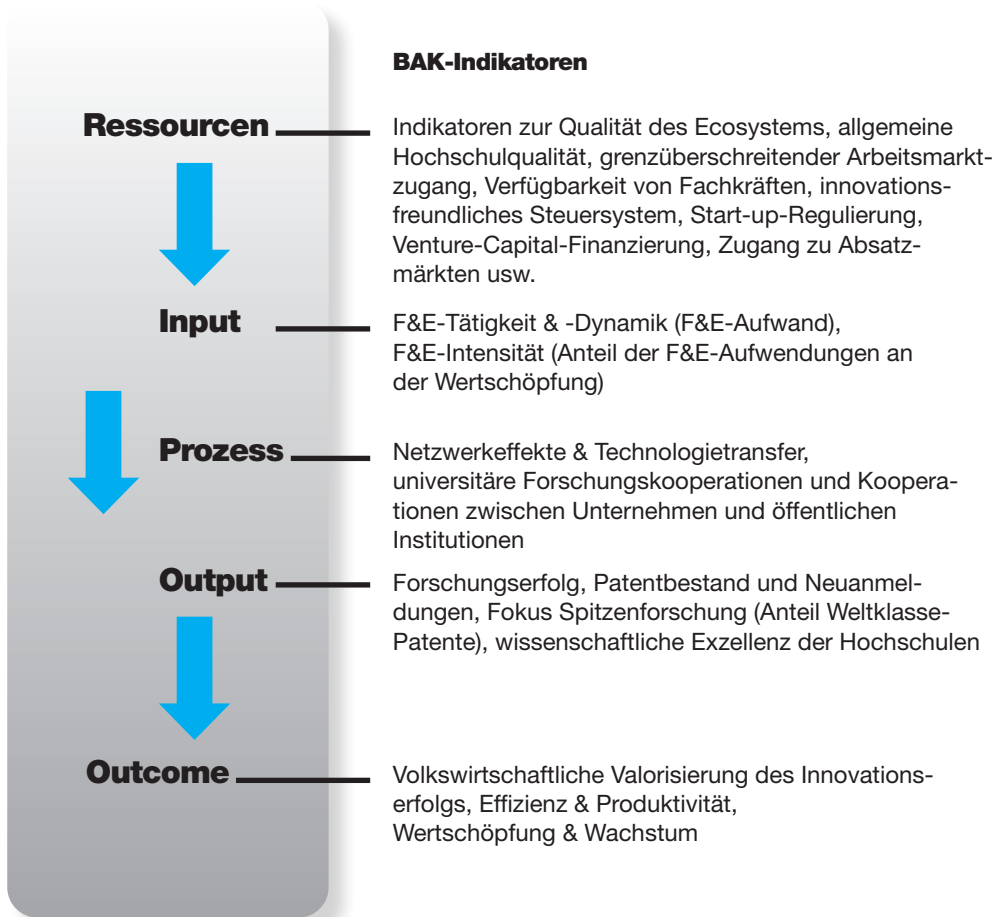 BAK-Indikatoren
Ressourcen
Indikatoren zur Qualität des Ecosystems, allgemeine
Hochschulqualität, grenzüberschreitender Arbeitsmarkt-
zugang, Verfügbarkeit von Fachkräften, innovations-
freundliches Steuersystem, Start-up-Regulierung,
Venture-Capital-Finanzierung, Zugang zu Absatz-
märkten usw.
Input
F&E-Tätigkeit & -Dynamik (F&E-Aufwand),
F&E-Intensität (Anteil der F&E-Aufwendungen an
der Wertschöpfung)
Prozess
Netzwerkeffekte & Technologietransfer,
universitäre Forschungskooperationen und Koopera-
tionen zwischen Unternehmen und öffentlichen
Institutionen
Output
Forschungserfolg, Patentbestand und Neuanmel-
dungen, Fokus Spitzenforschung (Anteil Weltklasse-
Patente), wissenschaftliche Exzellenz der Hochschulen
Outcome
Volkswirtschaftliche Valorisierung des Innovations-
erfolgs, Effizienz & Produktivität,
Wertschöpfung & Wachstum